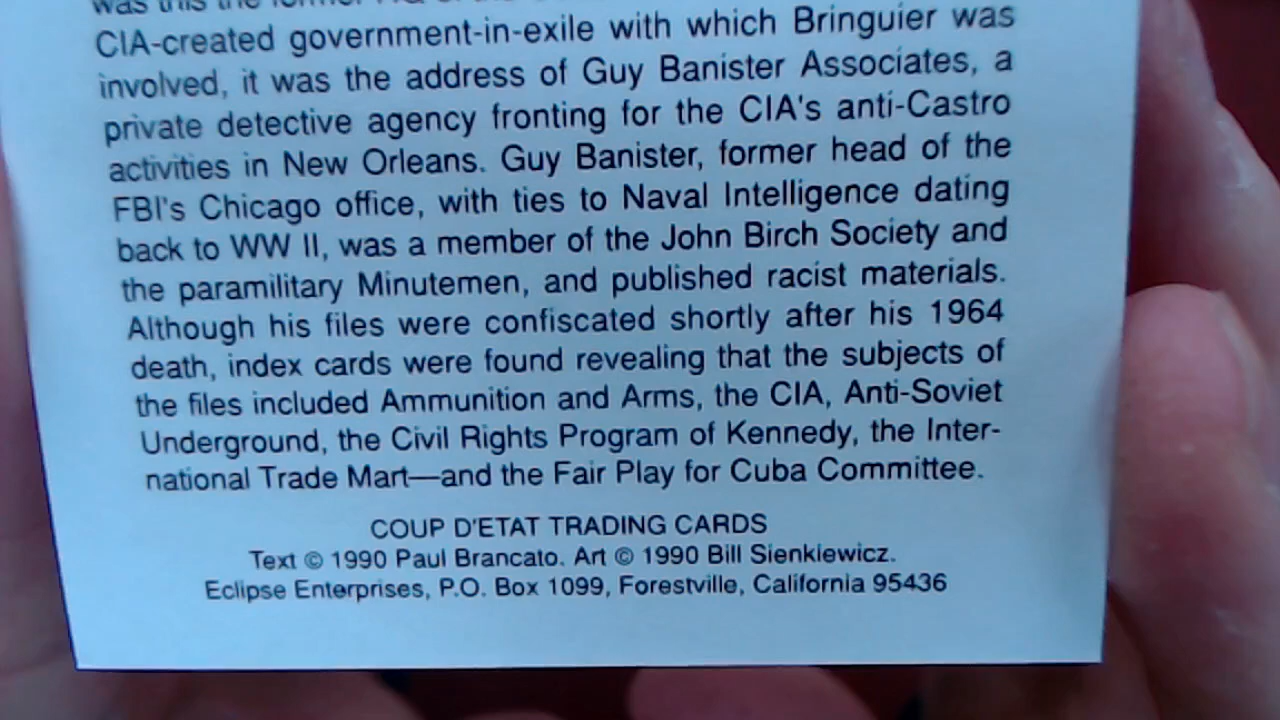 was this the former
CIA-created government-in-exile with which Bringuier was
involved, it was the address of Guy Banister Associates, a
private detective agency fronting for the CIA's anti-Castro
activities in New Orleans. Guy Banister, former head of the
FBI's Chicago office, with ties to Naval Intelligence dating
back to WW II, was a member of the John Birch Society and
the paramilitary Minutemen, and published racist materials.
Although his files were confiscated shortly after his 1964
death, index cards were found revealing that the subjects of
the files included Ammunition and Arms, the CIA, Anti-Soviet
Underground, the Civil Rights Program of Kennedy, the Inter-
national Trade Mart—and the Fair Play for Cuba Committee.
COUP D'ETAT TRADING CARDS
Text © 1990 Paul Brancato. Art © 1990 Bill Sienkiewicz.
Eclipse Enterprises, P.O. Box 1099, Forestville, California 95436